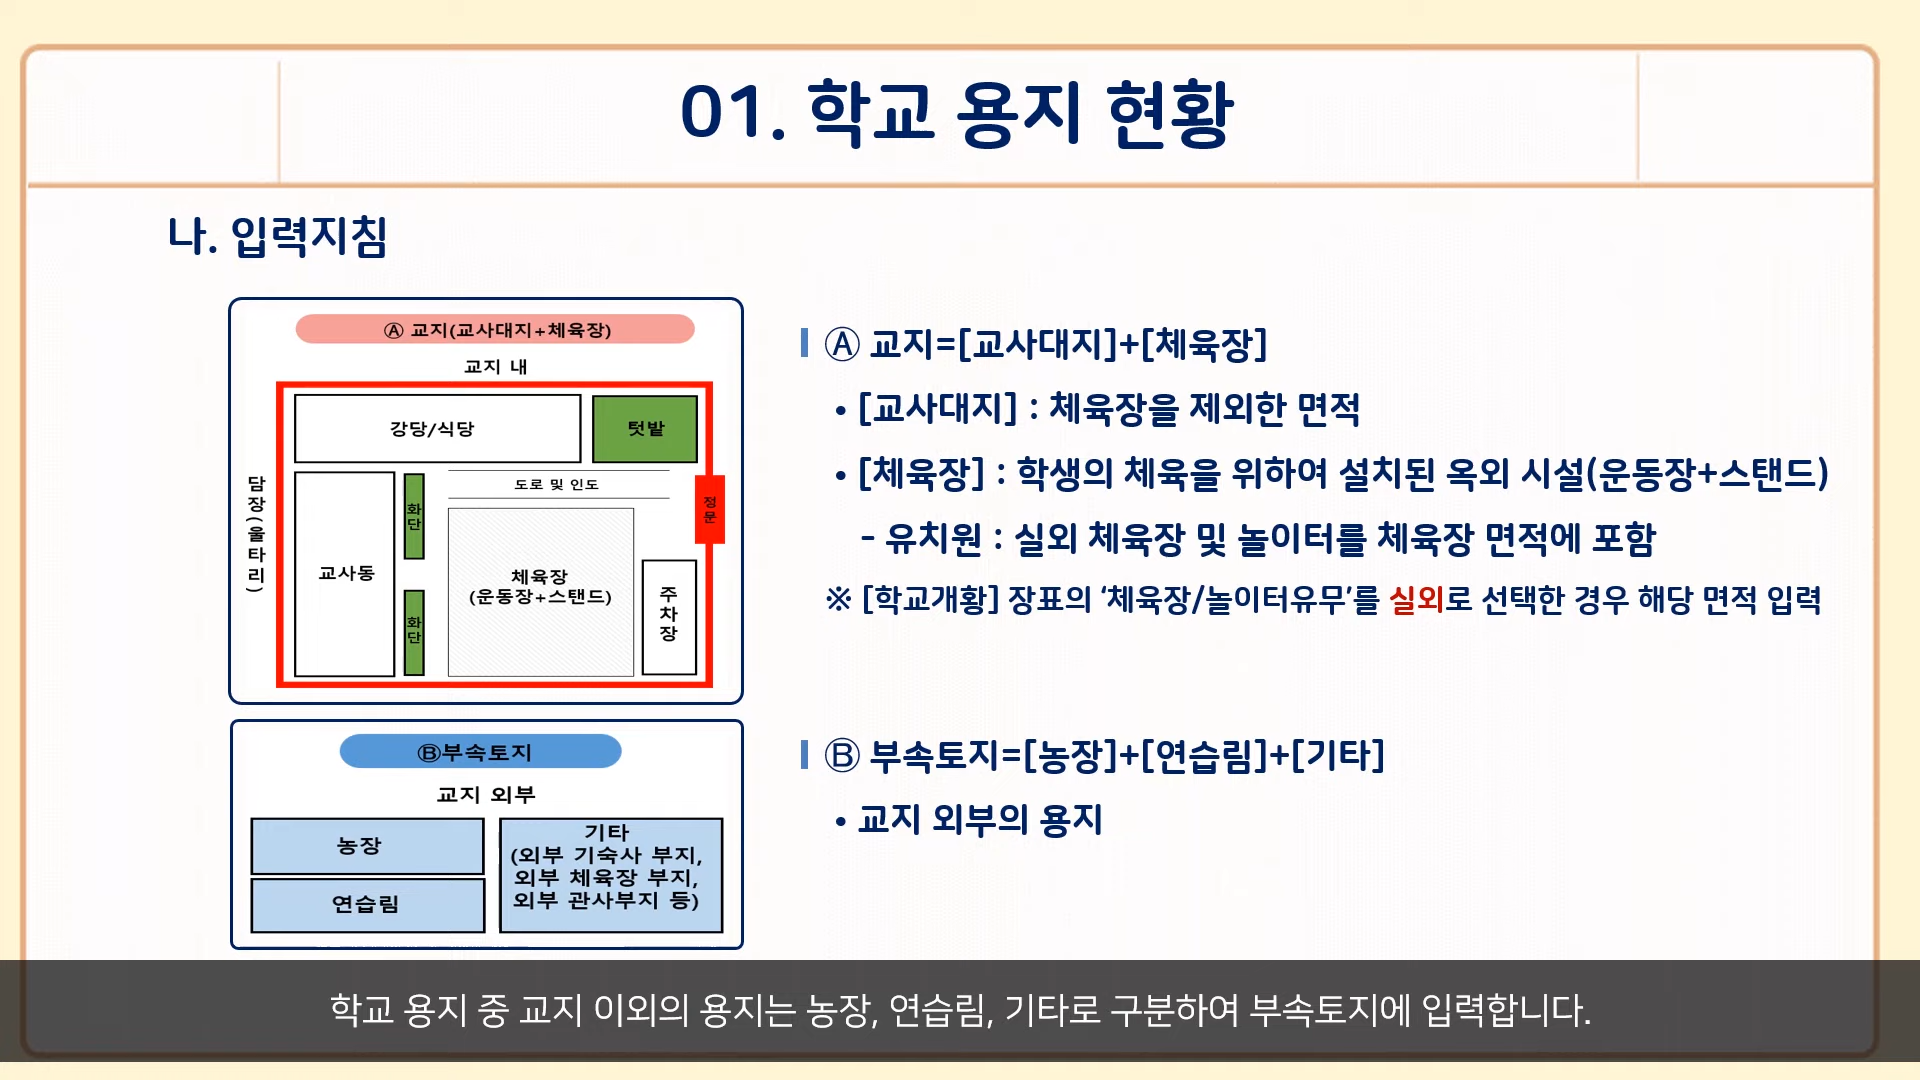 01. 학교 용지 현황
나. 입력지침
Ⓐ 교지(교사대지+체육장)
교지 내
강당/식당
텃밭
담장(울타리)
도로 및 인도
정문
화단
교사동
체육장
(운동장+스탠드)
주차장
화단
Ⓑ부속토지
교지 외부
농장
연습림
기타
(외부 기숙사 부지,
외부 체육장 부지,
외부 관사부지 등)
Ⓐ 교지=[교사대지]+[체육장]
• [교사대지] : 체육장을 제외한 면적
• [체육장] : 학생의 체육을 위하여 설치된 옥외 시설(운동장+스탠드)
- 유치원 : 실외 체육장 및 놀이터를 체육장 면적에 포함
※ [학교개황] 장표의 ‘체육장/놀이터유무’를 실외로 선택한 경우 해당 면적 입력
Ⓑ 부속토지=[농장]+[연습림]+[기타]
• 교지 외부의 용지
학교 용지 중 교지 이외의 용지는 농장, 연습림, 기타로 구분하여 부속토지에 입력합니다.